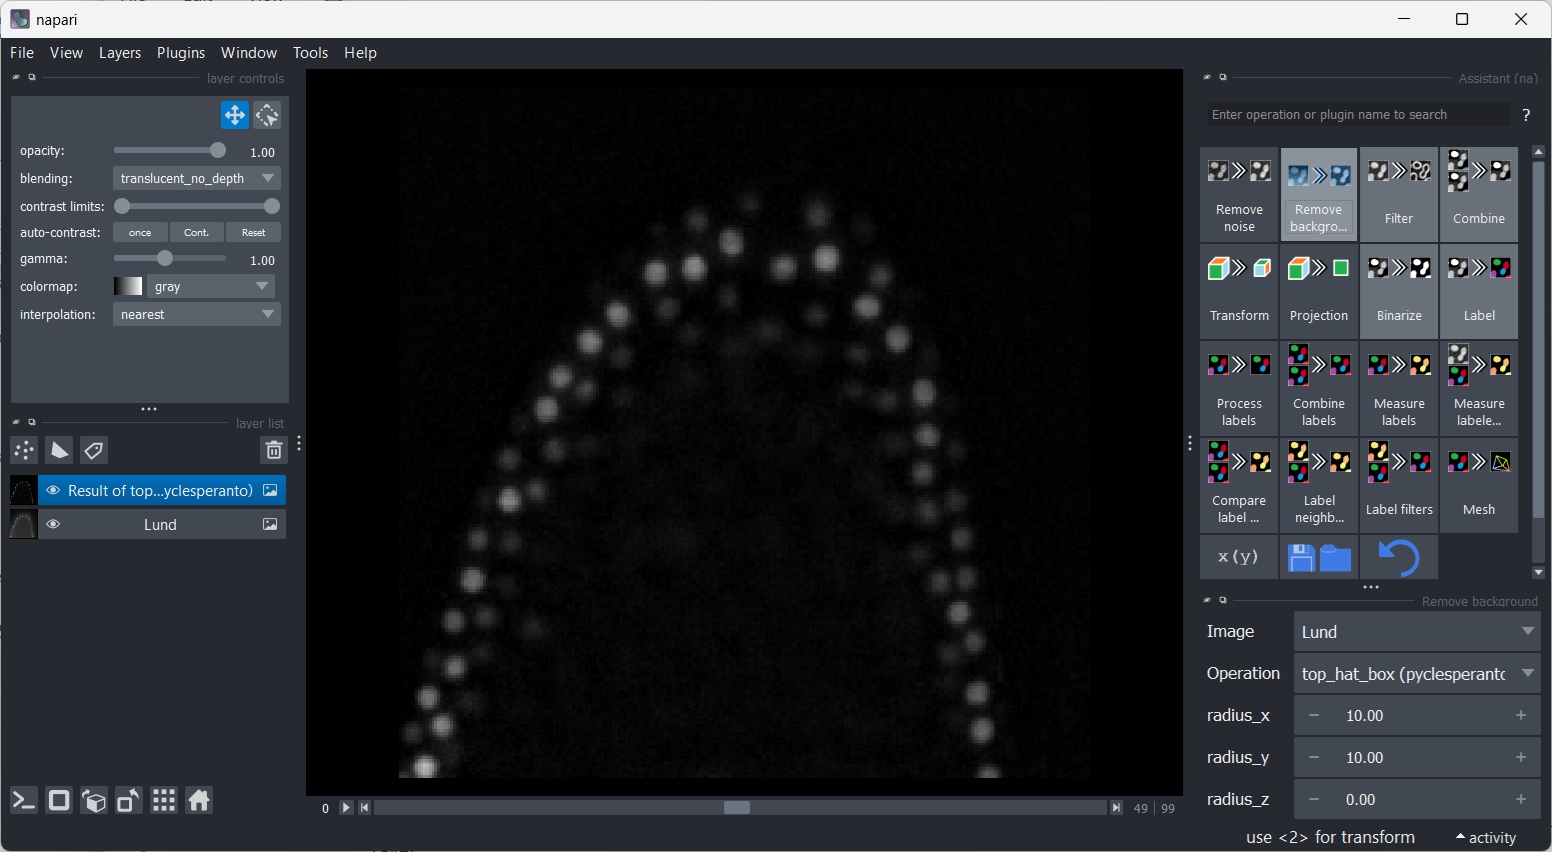 napari
File View Layers Plugins Window Tools Help
layer controls
opacity: 1.00
blending: translucent_no_depth
contrast limits:
auto-contrast: once Cont. Reset
gamma: 1.00
colormap: gray
interpolation: nearest
layer list
Result of top...yclesperanto)
Lund
0 49 99
Assistant (na)
Enter operation or plugin name to search ?
Remove noise
Remove backgro...
Filter
Combine
Transform
Projection
Binarize
Label
Process labels
Combine labels
Measure labels
Measure labele...
Compare label ...
Label neighb...
Label filters
Mesh
x(y)
Remove background
Image Lund
Operation top_hat_box (pyclesperantc
radius_x − 10.00 +
radius_y − 10.00 +
radius_z − 0.00 +
use <2> for transform activity